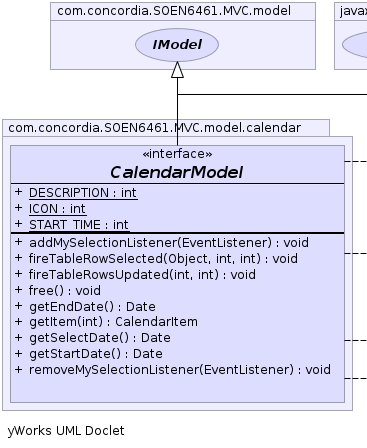 com.concordia.SOEN6461.MVC.model
javax
IModel
com.concordia.SOEN6461.MVC.model.calendar
«interface»
CalendarModel
+ DESCRIPTION : int
+ ICON : int
+ START_TIME : int
+ addMySelectionListener(EventListener) : void
+ fireTableRowSelected(Object, int, int) : void
+ fireTableRowsUpdated(int, int) : void
+ free() : void
+ getEndDate() : Date
+ getItem(int) : CalendarItem
+ getSelectDate() : Date
+ getStartDate() : Date
+ removeMySelectionListener(EventListener) : void
yWorks UML Doclet